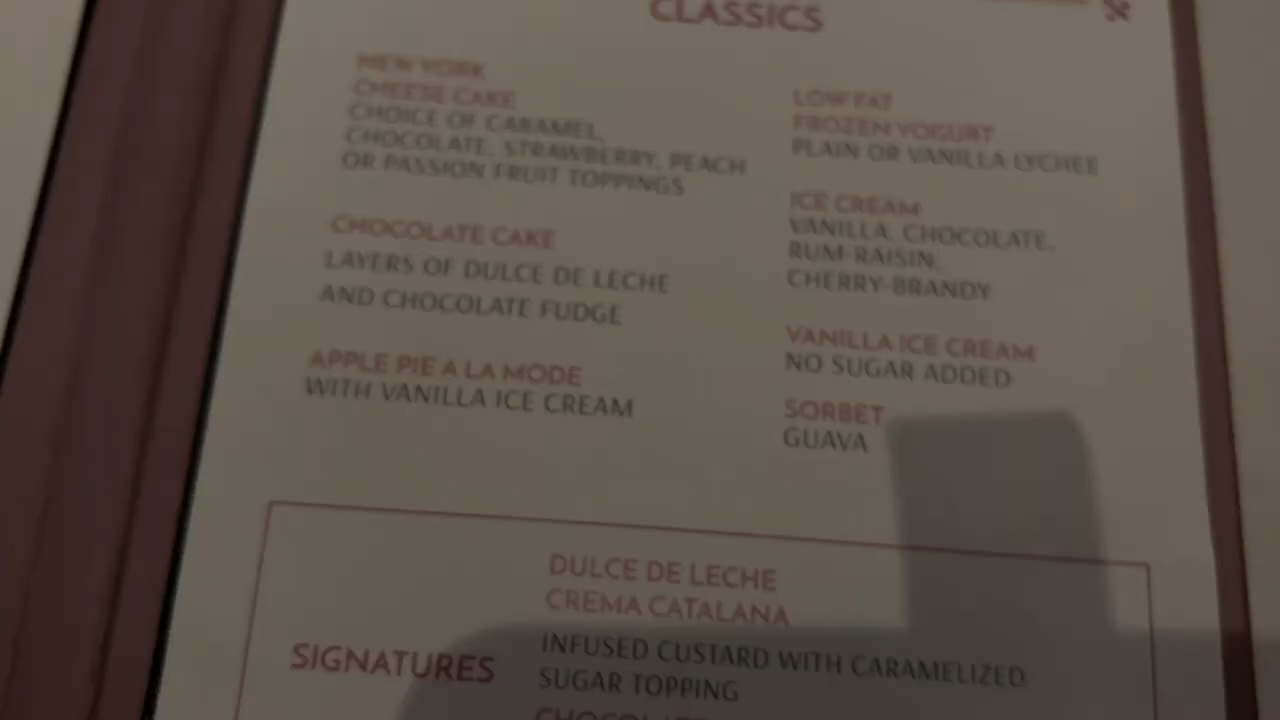 CLASSICS
NEW YORK
CHEESE CAKE
CHOICE OF CARAMEL,
CHOCOLATE, STRAWBERRY, PEACH
OR PASSION FRUIT TOPPINGS
CHOCOLATE CAKE
LAYERS OF DULCE DE LECHE
AND CHOCOLATE FUDGE
APPLE PIE A LA MODE
WITH VANILLA ICE CREAM
LOW FAT
FROZEN YOGURT
PLAIN OR VANILLA LYCHEE
ICE CREAM
VANILLA, CHOCOLATE,
RUM-RAISIN,
CHERRY-BRANDY
VANILLA ICE CREAM
NO SUGAR ADDED
SORBET
GUAVA
SIGNATURES
DULCE DE LECHE
CREMA CATALANA
INFUSED CUSTARD WITH CARAMELIZED
SUGAR TOPPING